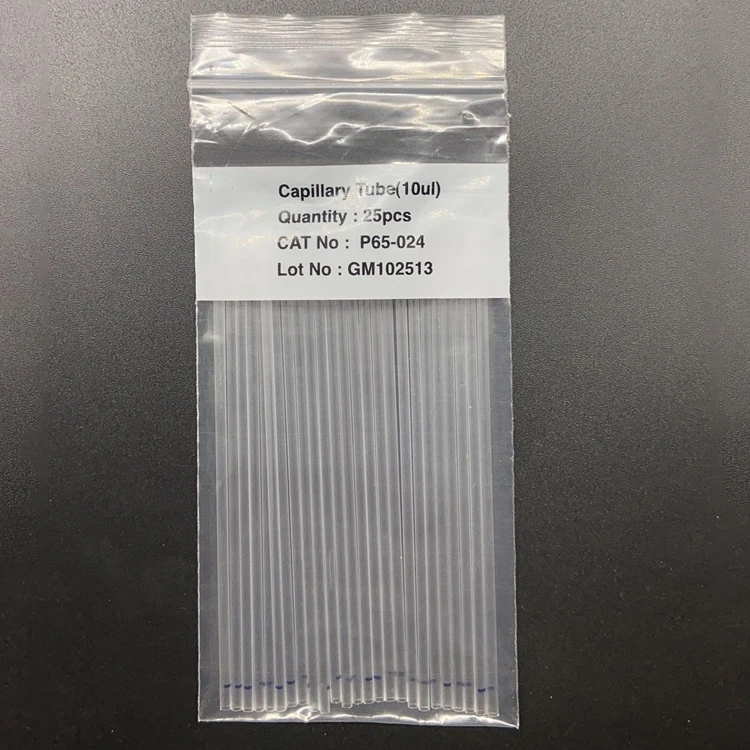 Capillary Tube(10ul)
Quantity : 25pcs
CAT No : P65-024
Lot No : GM102513